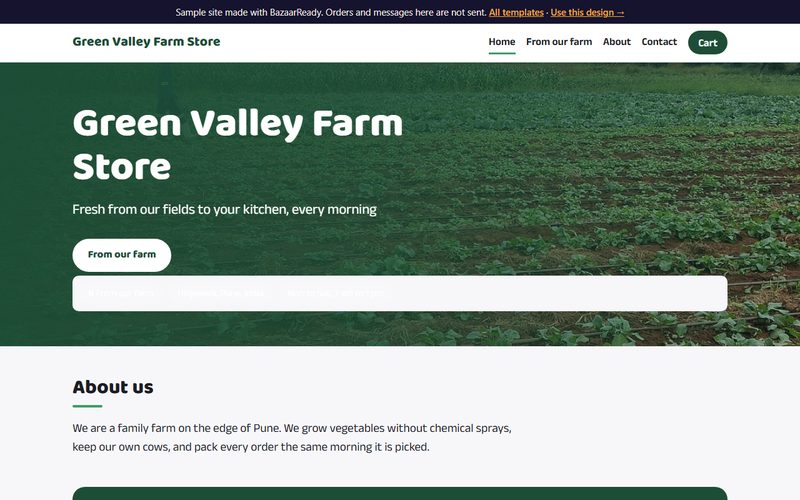 Sample site made with BazaarReady. Orders and messages here are not sent. All templates · Use this design →
Green Valley Farm Store
Home From our farm About Contact Cart
Green Valley Farm
Store
Fresh from our fields to your kitchen, every morning
From our farm
About us
We are a family farm on the edge of Pune. We grow vegetables without chemical sprays,
keep our own cows, and pack every order the same morning it is picked.